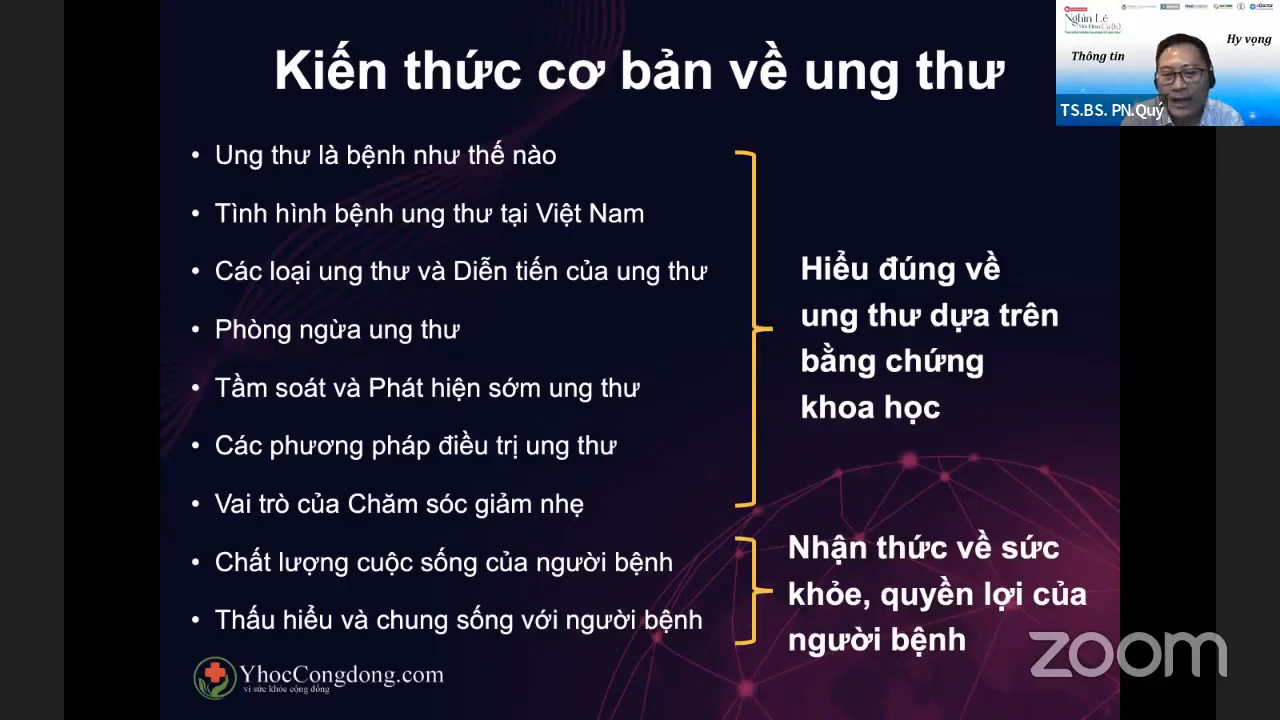 Kiến thức cơ bản về ung thư
• Ung thư là bệnh như thế nào
• Tình hình bệnh ung thư tại Việt Nam
• Các loại ung thư và Diễn tiến của ung thư
• Phòng ngừa ung thư
• Tầm soát và Phát hiện sớm ung thư
• Các phương pháp điều trị ung thư
• Vai trò của Chăm sóc giảm nhẹ
• Chất lượng cuộc sống của người bệnh
• Thấu hiểu và chung sống với người bệnh
Hiểu đúng về
ung thư dựa trên
bằng chứng
khoa học
Nhận thức về sức
khỏe, quyền lợi của
người bệnh
YhocCongdong.com
vì sức khỏe cộng đồng
zoom
Nghìn Lẻ
Thông tin
Hy vọng
TS.BS. PN.Quý